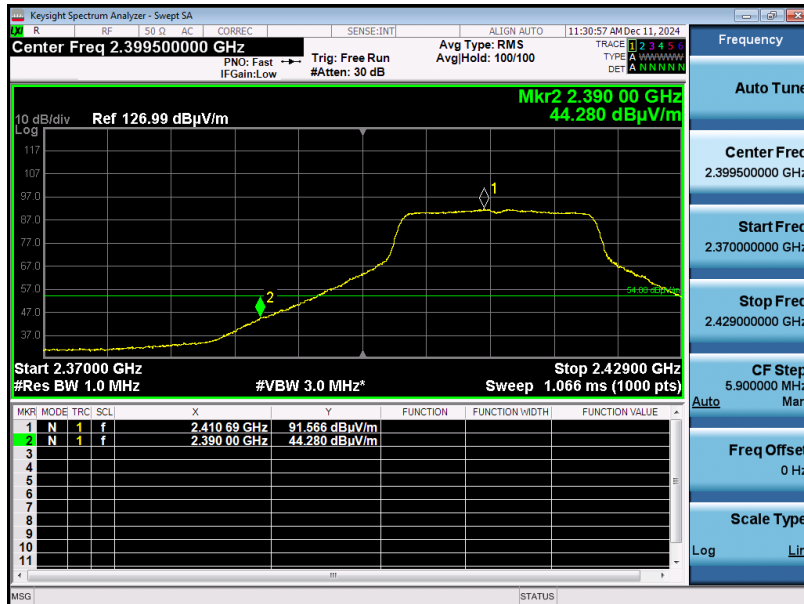 Keysight Spectrum Analyzer - Swept SA
LXI R RF 50 Ω AC CORREC SENSE:INT ALIGN AUTO 11:30:57 AM Dec 11, 2024
Center Freq 2.399500000 GHz
PNO: Fast
IFGain:Low
Trig: Free Run
#Atten: 30 dB
Avg Type: RMS
Avg|Hold: 100/100
TRACE 1 2 3 4 5 6
TYPE A WWWWW
DET A N N N N N
Mkr2 2.390 00 GHz
44.280 dBµV/m
10 dB/div Ref 126.99 dBµV/m
Log
117
107
97.0
87.0
77.0
67.0
57.0
47.0
37.0
1
2
54.00 dBµV/m
Start 2.37000 GHz Stop 2.42900 GHz
#Res BW 1.0 MHz #VBW 3.0 MHz* Sweep 1.066 ms (1000 pts)
MKR MODE TRC SCL X Y FUNCTION FUNCTION WIDTH FUNCTION VALUE
1 N 1 f 2.410 69 GHz 91.566 dBµV/m
2 N 1 f 2.390 00 GHz 44.280 dBµV/m
3
4
5
6
7
8
9
10
11
MSG STATUS
Frequency
Auto Tune
Center Freq
2.399500000 GHz
Start Freq
2.370000000 GHz
Stop Freq
2.429000000 GHz
CF Step
5.900000 MHz
Auto Man
Freq Offset
0 Hz
Scale Type
Log Lin